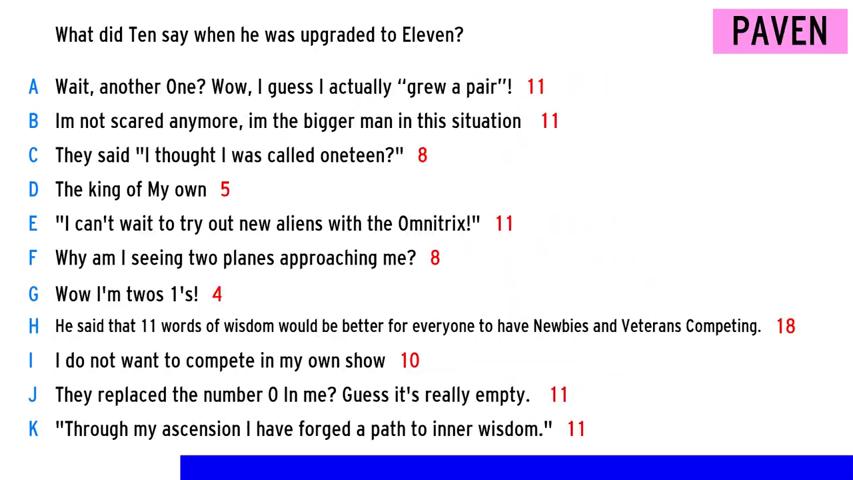 PAVEN
What did Ten say when he was upgraded to Eleven?
A Wait, another One? Wow, I guess I actually “grew a pair”! 11
B Im not scared anymore, im the bigger man in this situation 11
C They said "I thought I was called oneteen?" 8
D The king of My own 5
E "I can't wait to try out new aliens with the Omnitrix!" 11
F Why am I seeing two planes approaching me? 8
G Wow I'm twos 1's! 4
H He said that 11 words of wisdom would be better for everyone to have Newbies and Veterans Competing. 18
I I do not want to compete in my own show 10
J They replaced the number 0 In me? Guess it's really empty. 11
K "Through my ascension I have forged a path to inner wisdom." 11